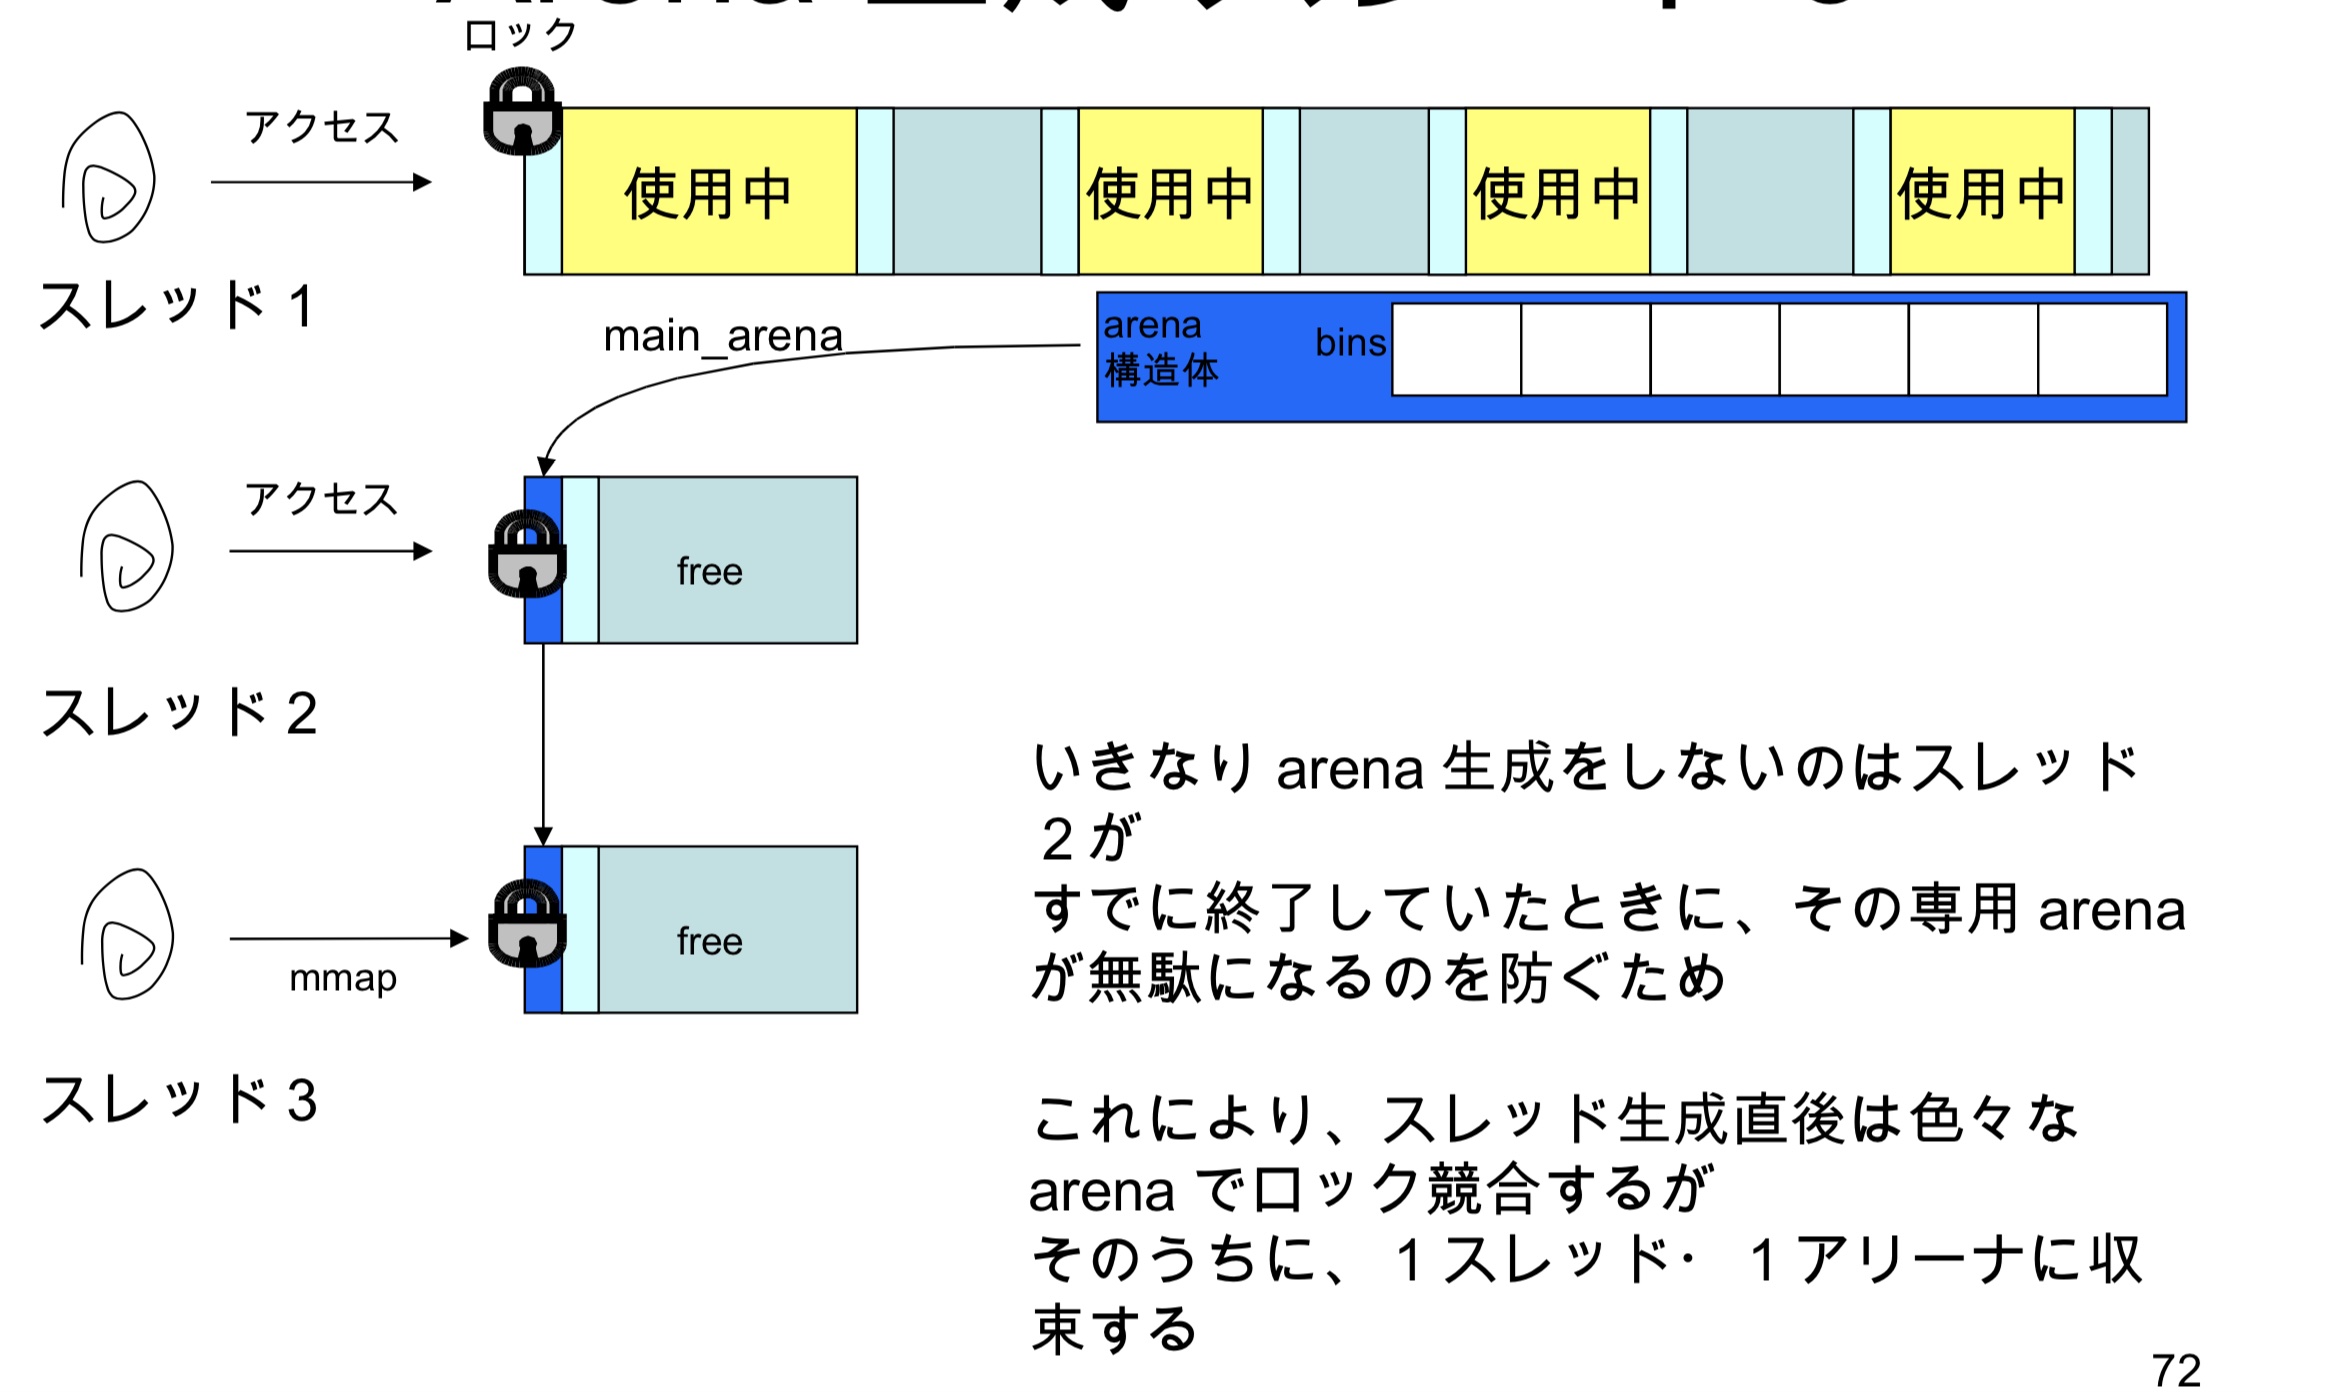 ロック
アクセス
使用中
使用中
使用中
使用中
スレッド 1
main_arena
arena
構造体
bins
アクセス
free
スレッド 2
mmap
free
スレッド 3
いきなり arena 生成をしないのはスレッド
2 が
すでに終了していたときに、その専用 arena
が無駄になるのを防ぐため
これにより、スレッド生成直後は色々な
arena でロック競合するが
そのうちに、 1 スレッド・ 1 アリーナに収
束する
72